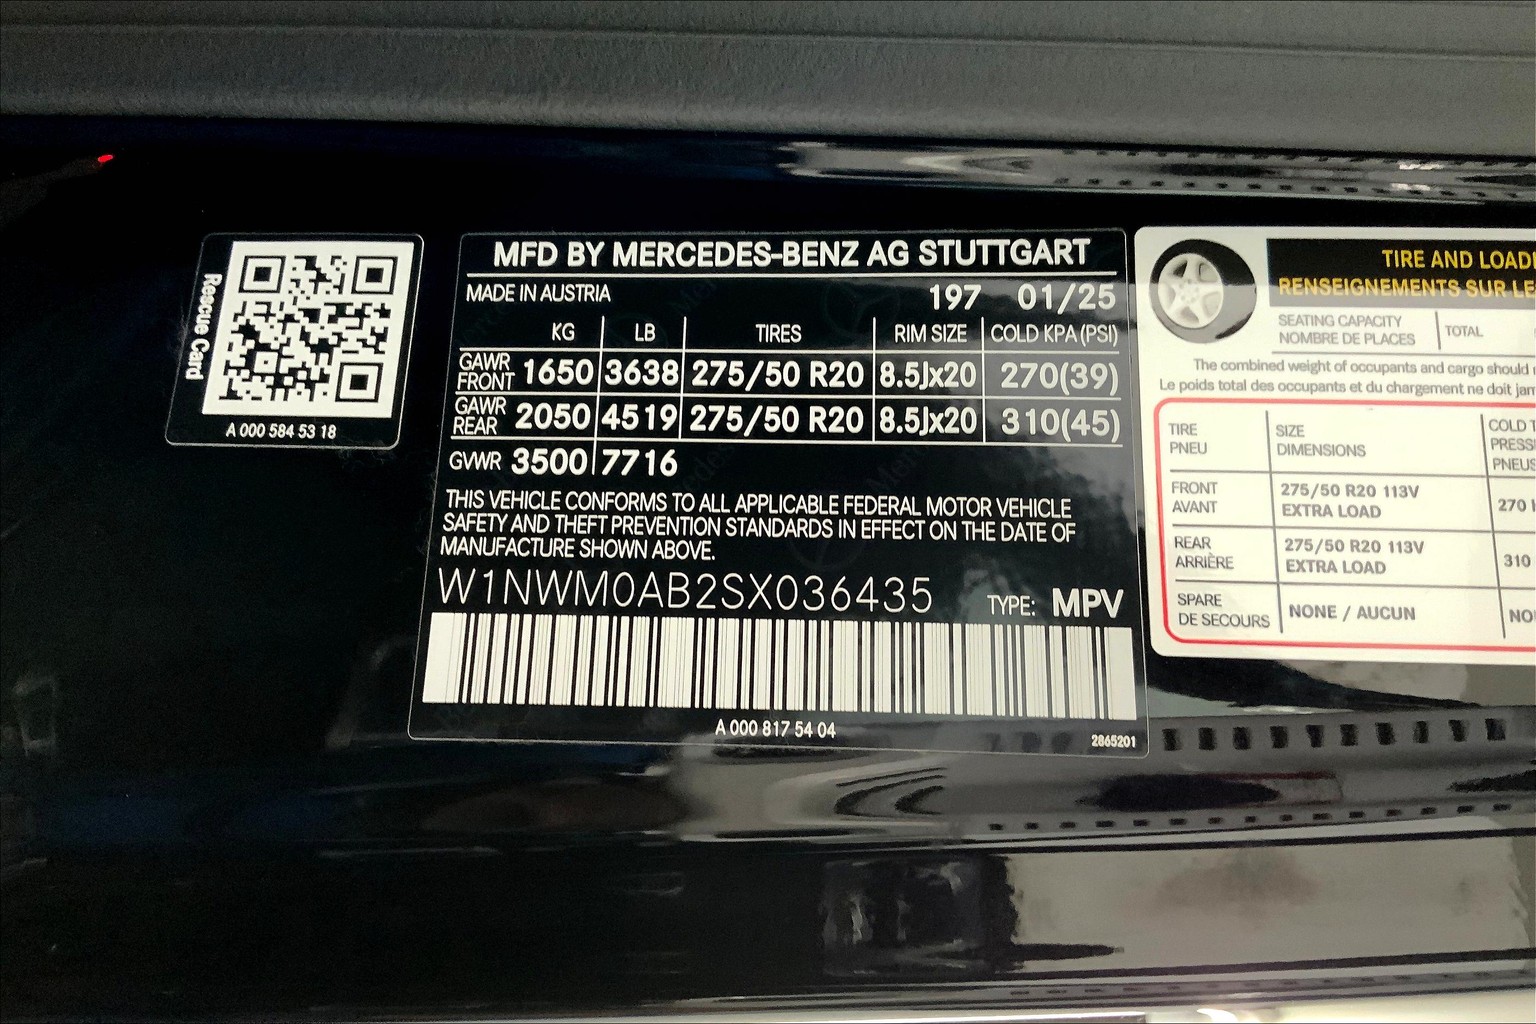 Rescue Card
A 000 584 53 18
MFD BY MERCEDES-BENZ AG STUTTGART
MADE IN AUSTRIA 197 01/25
KG LB TIRES RIM SIZE COLD KPA(PSI)
GAWR FRONT 1650 3638 275/50 R20 8.5Jx20 270(39)
GAWR REAR 2050 4519 275/50 R20 8.5Jx20 310(45)
GVWR 3500 7716
THIS VEHICLE CONFORMS TO ALL APPLICABLE FEDERAL MOTOR VEHICLE
SAFETY AND THEFT PREVENTION STANDARDS IN EFFECT ON THE DATE OF
MANUFACTURE SHOWN ABOVE.
W1NWM0AB2SX036435 TYPE: MPV
A 000 817 54 04
2865201
TIRE AND
RENSEIGNEMENTS SUR
SEATING CAPACITY
NOMBRE DE PLACES
TOTAL
The combined weight of occupants and cargo should
Le poids total des occupants et du chargement ne doit
TIRE
PNEU
SIZE
DIMENSIONS
COLD
FRONT
AVANT
275/50 R20 113V
EXTRA LOAD
270
REAR
ARRIÈRE
275/50 R20 113V
EXTRA LOAD
310
SPARE
DE SECOURS
NONE / AUCUN